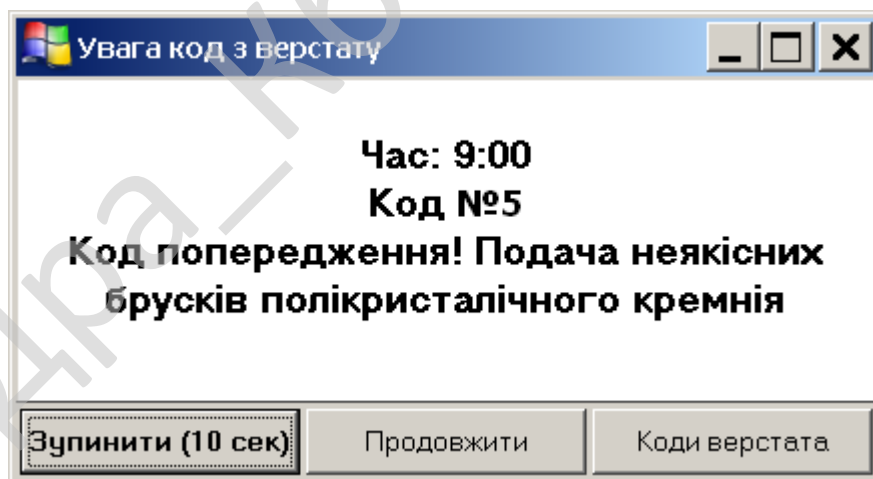 Увага код з верстату
Час: 9:00
Код №5
Код попередження! Подача неякісних
брусків полікристалічного кремнія
Зупинити (10 сек)
Продовжити
Коди верстата